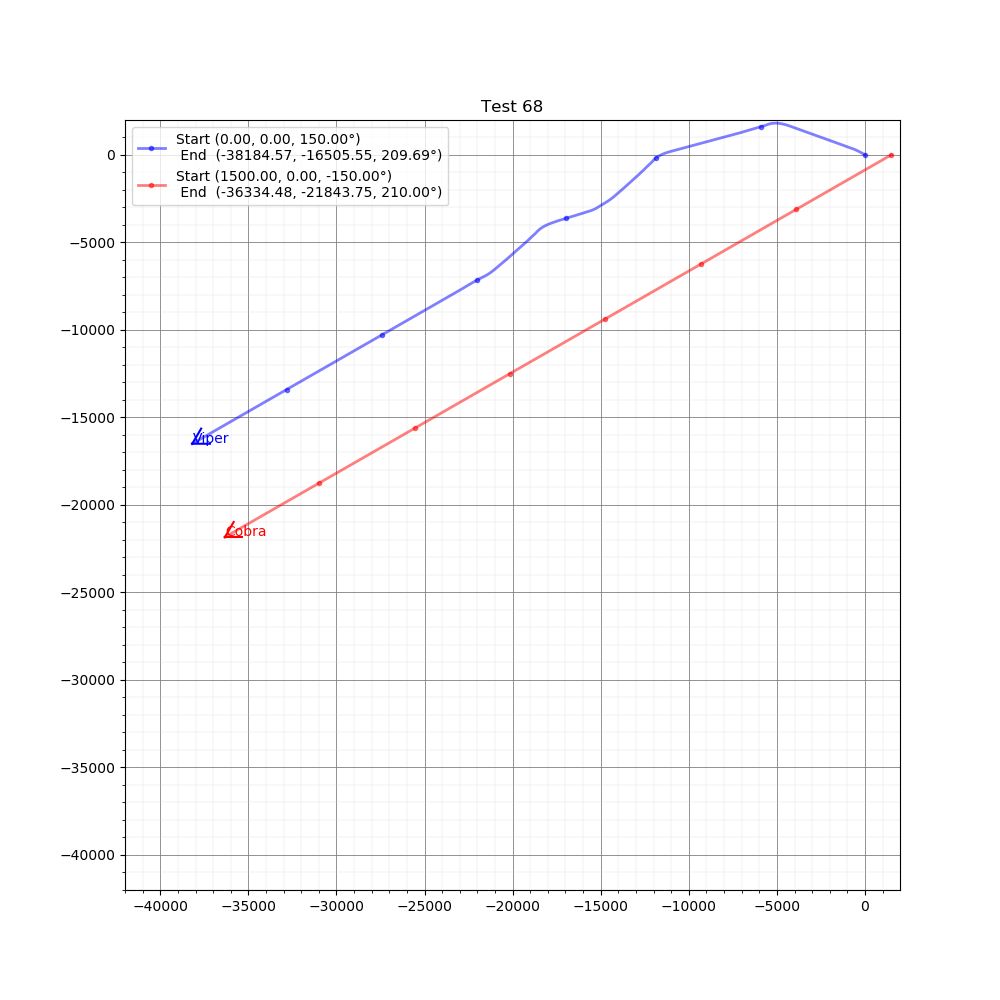 Test 68
Start (0.00, 0.00, 150.00°)
End  (-38184.57, -16505.55, 209.69°)
Start (1500.00, 0.00, -150.00°)
End  (-36334.48, -21843.75, 210.00°)
0
−5000
−10000
−15000
−20000
−25000
−30000
−35000
−40000
Viper
Cobra
−40000 −35000 −30000 −25000 −20000 −15000 −10000 −5000 0